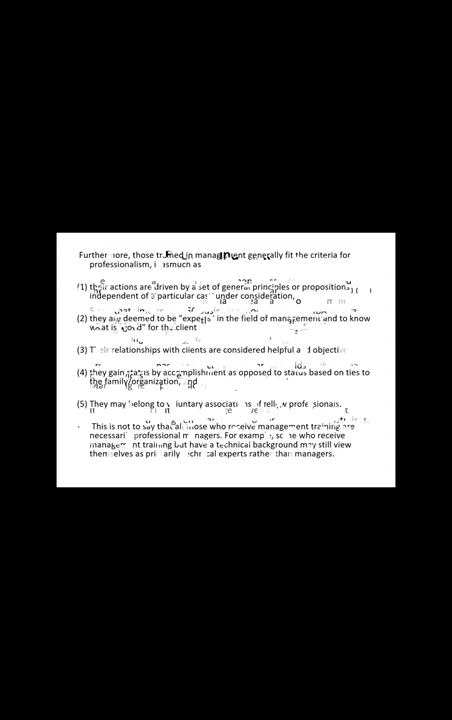 Furthermore, those trained in management generally fit the criteria for
professionalism, inasmuch as
(1) their actions are driven by a set of general principles or propositions
independent of a particular case under consideration,
(2) they are deemed to be "experts" in the field of management and to know
what is "good" for the client
(3) Their relationships with clients are considered helpful and objective
(4) they gain status by accomplishment as opposed to status based on ties to
the family/organization, and
(5) They may belong to voluntary associations of fellow professionals.
This is not to say that all those who receive management training are
necessarily professional managers. For example, some who receive
management training but have a technical background may still view
themselves as primarily technical experts rather than managers.